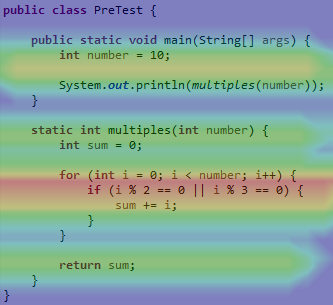 public class PreTest {
public static void main(String[] args) {
int number = 10;
System.out.println(multiples(number));
}
static int multiples(int number) {
int sum = 0;
for (int i = 0; i < number; i++) {
if (i % 2 == 0 || i % 3 == 0) {
sum += i;
}
}
return sum;
}
}